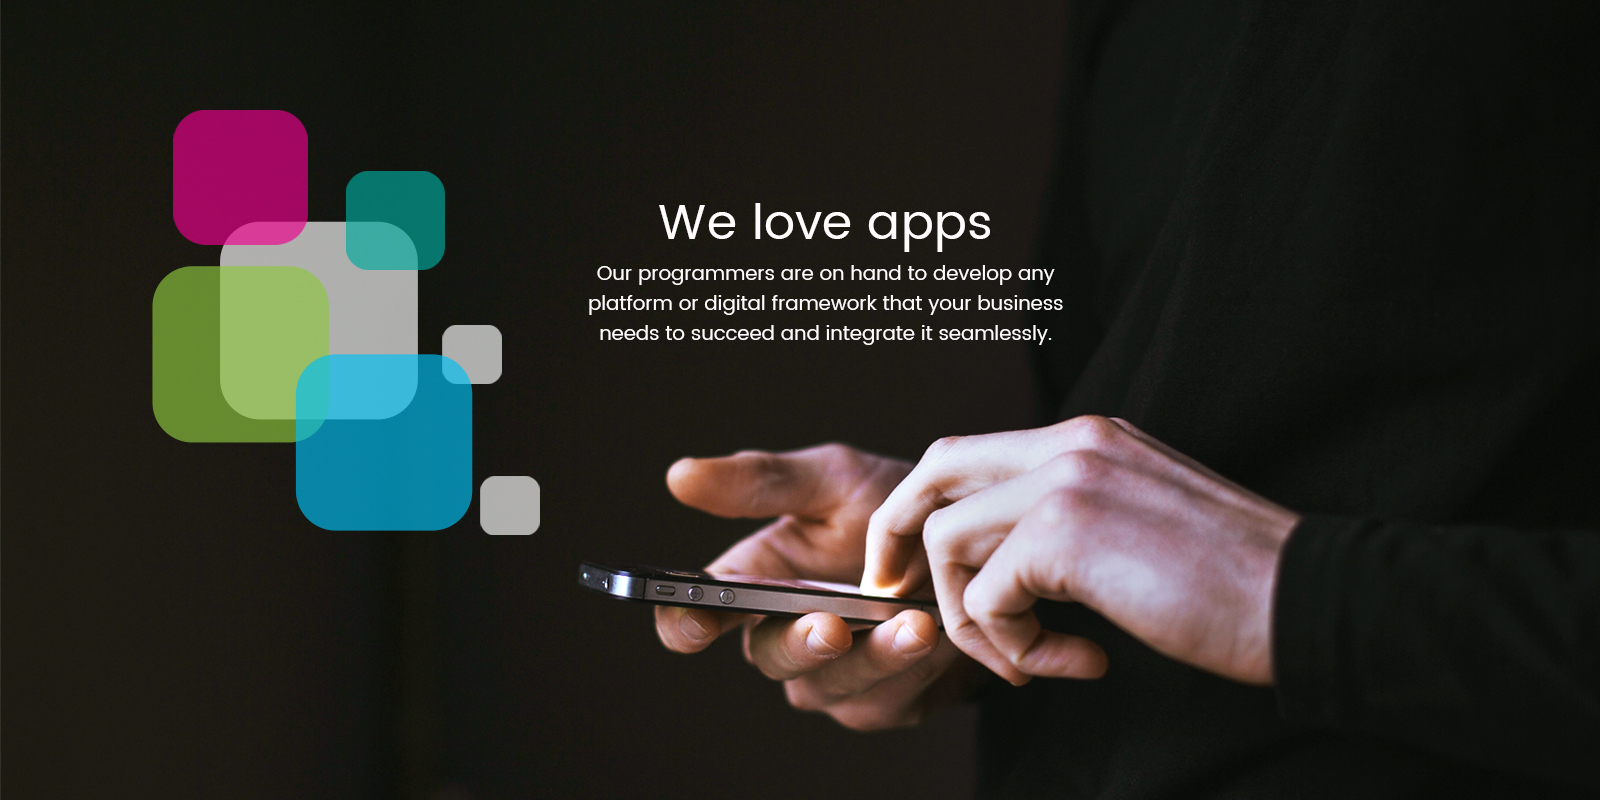 We love apps
Our programmers are on hand to develop any
platform or digital framework that your business
needs to succeed and integrate it seamlessly.